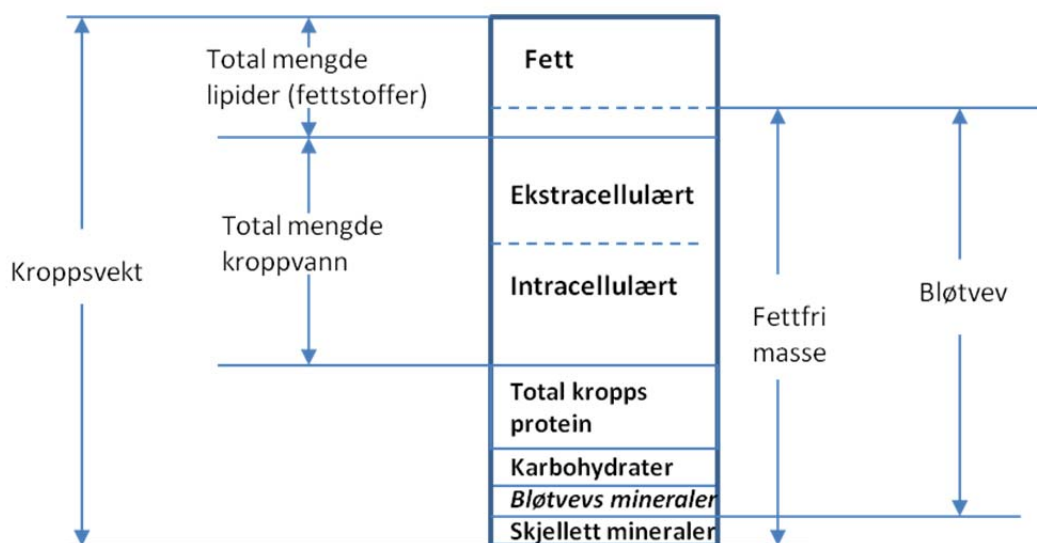 Total mengde
lipider (fettstoffer)
Fett
Ekstracellulært
Total mengde
kroppvann
Kroppsvekt
Intracellulært
Bløtvev
Fettfri
masse
Total kropps
protein
Karbohydrater
Bløtvevs mineraler
Skjellett mineraler